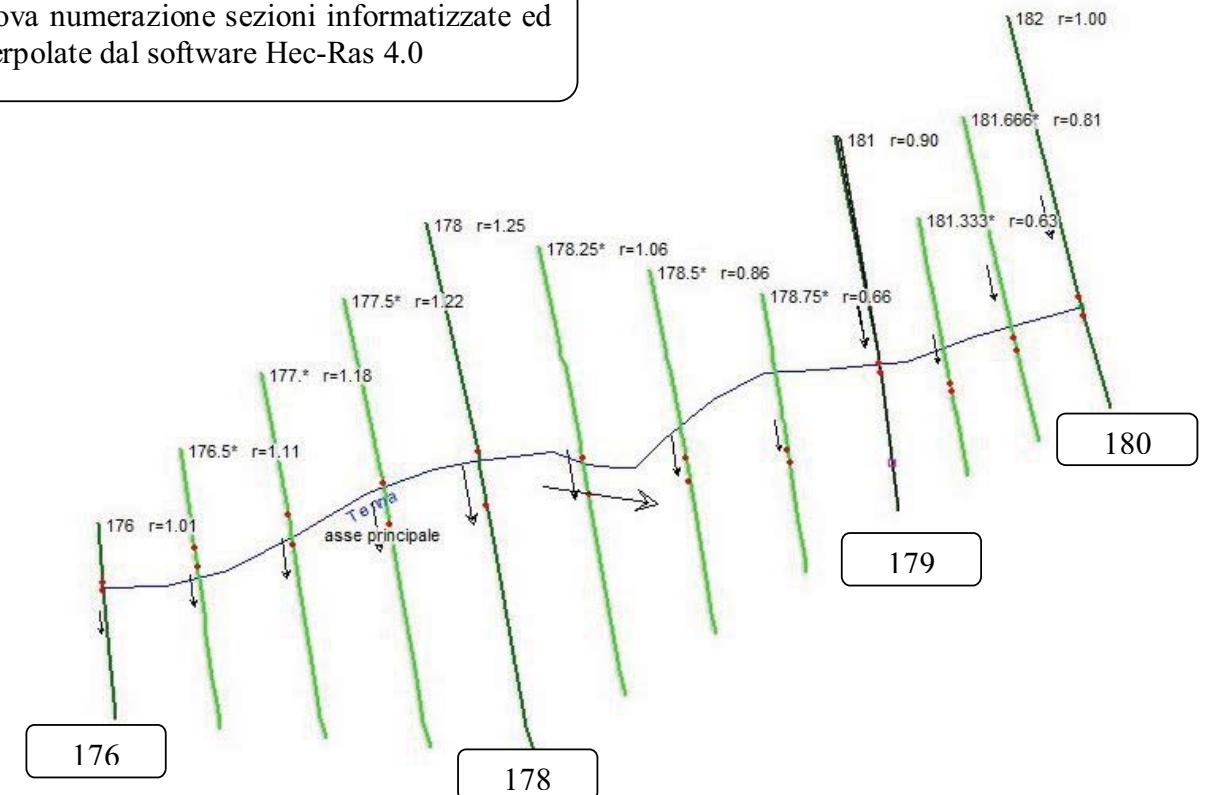 ova numerazione sezioni informatizzate ed
erpolate dal software Hec-Ras 4.0
182 r=1.00
181.666* r=0.81
181 r=0.90
181.333* r=0.63
178 r=1.25
178.25* r=1.06
178.5* r=0.86
178.75* r=0.66
177.5* r=1.22
177.* r=1.18
176.5* r=1.11
176 r=1.01
asse principale
180
179
176
178